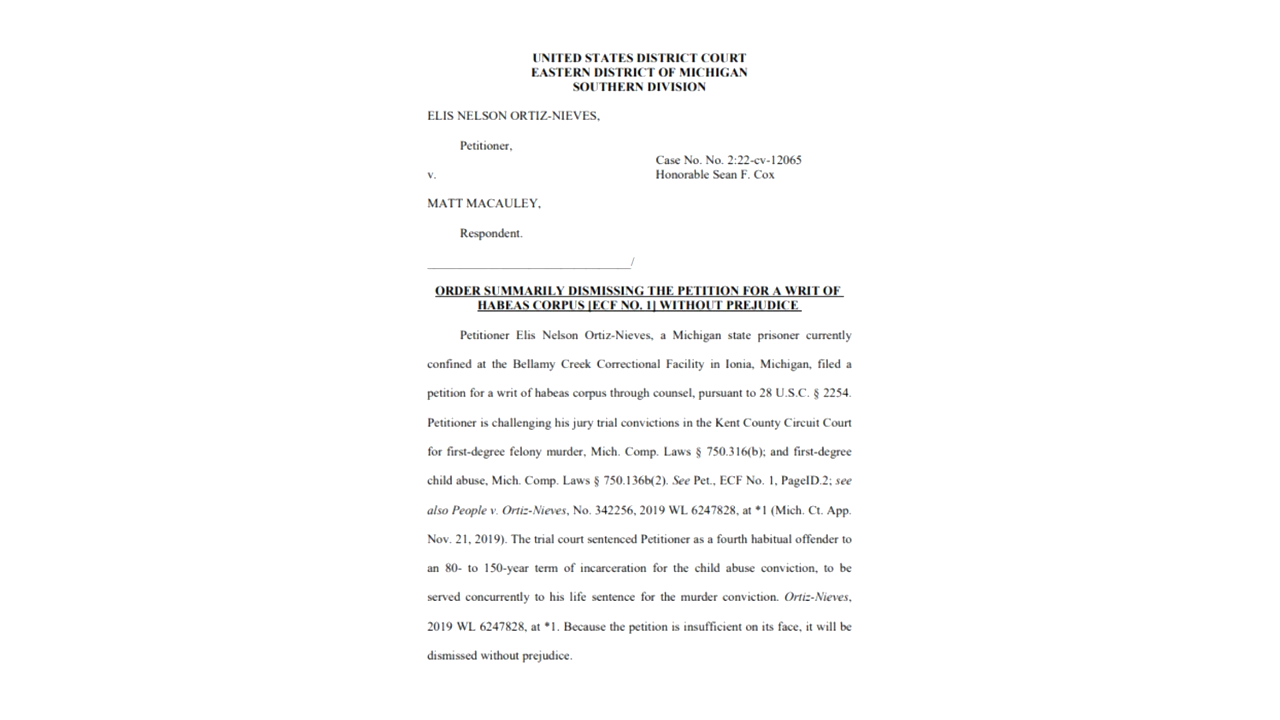 UNITED STATES DISTRICT COURT
EASTERN DISTRICT OF MICHIGAN
SOUTHERN DIVISION
ELIS NELSON ORTIZ-NIEVES,
Petitioner,
Case No. No. 2:22-cv-12065
v.
Honorable Sean F. Cox
MATT MACAULEY,
Respondent.
________________________________/
ORDER SUMMARILY DISMISSING THE PETITION FOR A WRIT OF
HABEAS CORPUS [ECF NO. 1] WITHOUT PREJUDICE
Petitioner Elis Nelson Ortiz-Nieves, a Michigan state prisoner currently
confined at the Bellamy Creek Correctional Facility in Ionia, Michigan, filed a
petition for a writ of habeas corpus through counsel, pursuant to 28 U.S.C. § 2254.
Petitioner is challenging his jury trial convictions in the Kent County Circuit Court
for first-degree felony murder, Mich. Comp. Laws § 750.316(b); and first-degree
child abuse, Mich. Comp. Laws § 750.136b(2). See Pet., ECF No. 1, PageID.2; see
also People v. Ortiz-Nieves, No. 342256, 2019 WL 6247828, at *1 (Mich. Ct. App.
Nov. 21, 2019). The trial court sentenced Petitioner as a fourth habitual offender to
an 80- to 150-year term of incarceration for the child abuse conviction, to be
served concurrently to his life sentence for the murder conviction. Ortiz-Nieves,
2019 WL 6247828, at *1. Because the petition is insufficient on its face, it will be
dismissed without prejudice.